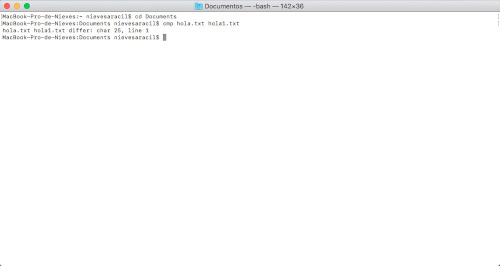 Documentos — -bash — 142×36
MacBook-Pro-de-Nieves:~ nievesaracil$ cd Documents
MacBook-Pro-de-Nieves:Documents nievesaracil$ cmp hola.txt hola1.txt
hola.txt hola1.txt differ: char 25, line 1
MacBook-Pro-de-Nieves:Documents nievesaracil$